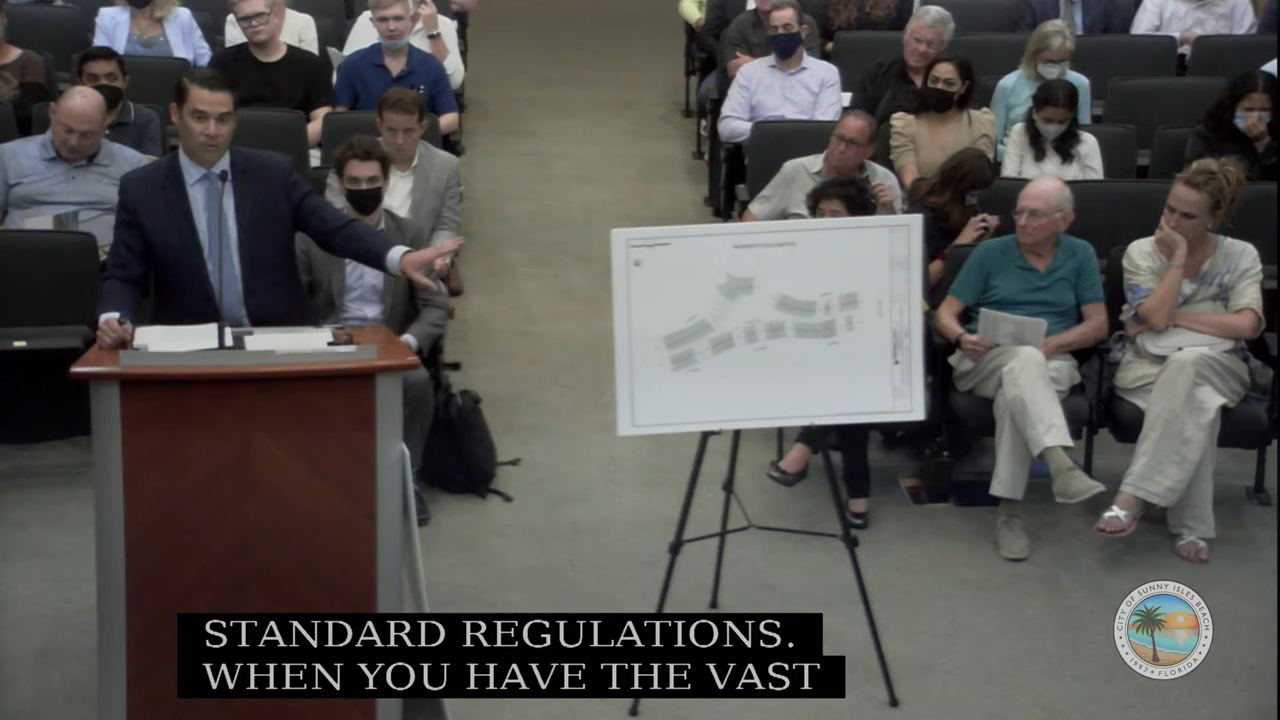 STANDARD REGULATIONS.
WHEN YOU HAVE THE VAST
CITY OF SUNNY ISLES BEACH
• 1997 • FLORIDA •